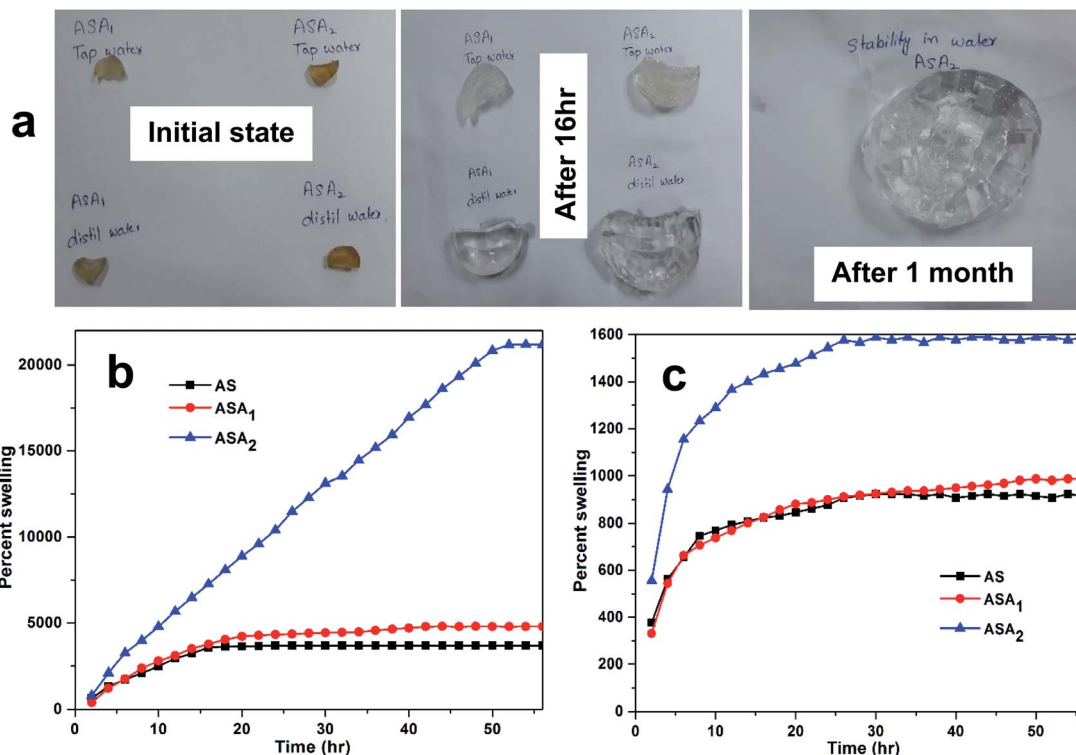 a
ASA1
Tap water
ASA2
Tap water
Initial state
ASA1
distil water
ASA2
distil water.
ASA1
Tap water
ASA2
Tap water
After 16hr
ASA1
distil water
ASA2
distil water
Stability in water
ASA2
After 1 month
b
AS
ASA1
ASA2
Percent swelling
20000
15000
10000
5000
0
0
10
20
30
40
50
Time (hr)
c
AS
ASA1
ASA2
Percent swelling
1600
1400
1200
1000
800
600
400
200
0
0
10
20
30
40
50
Time (hr)